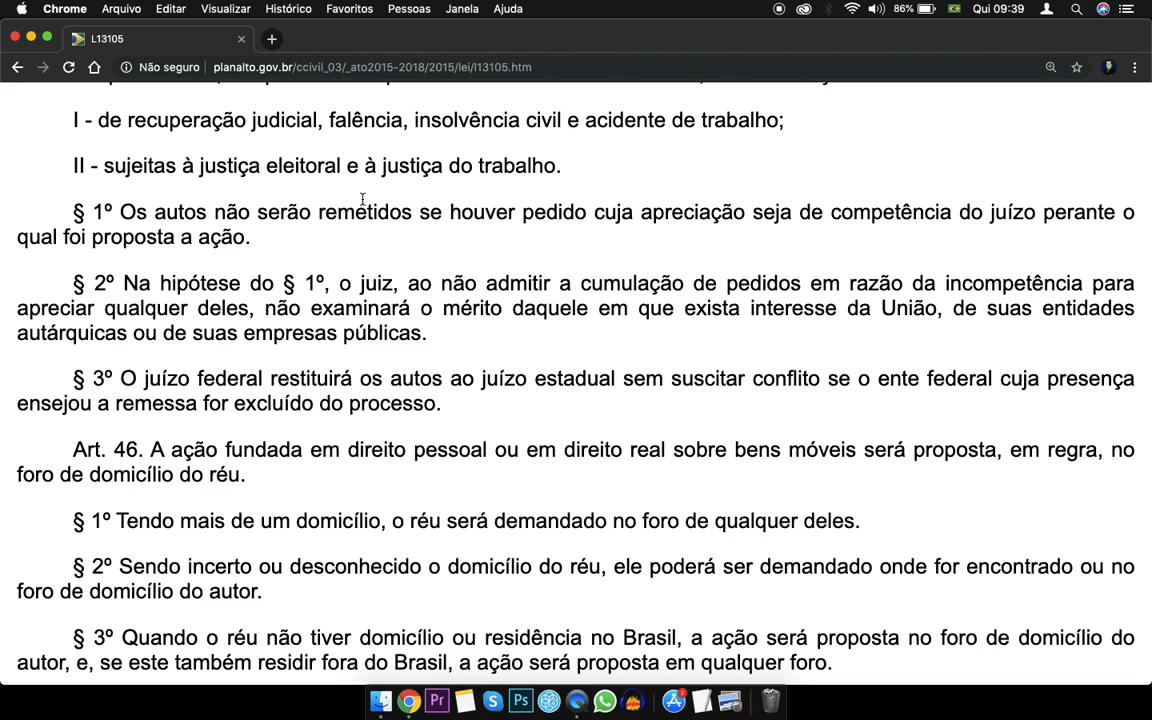 Chrome Arquivo Editar Visualizar Histórico Favoritos Pessoas Janela Ajuda 86% Qui 09:39
L13105
Não seguro planalto.gov.br/ccivil_03/_ato2015-2018/2015/lei/l13105.htm
I - de recuperação judicial, falência, insolvência civil e acidente de trabalho;
II - sujeitas à justiça eleitoral e à justiça do trabalho.
§ 1º Os autos não serão remetidos se houver pedido cuja apreciação seja de competência do juízo perante o
qual foi proposta a ação.
§ 2º Na hipótese do § 1º, o juiz, ao não admitir a cumulação de pedidos em razão da incompetência para
apreciar qualquer deles, não examinará o mérito daquele em que exista interesse da União, de suas entidades
autárquicas ou de suas empresas públicas.
§ 3º O juízo federal restituirá os autos ao juízo estadual sem suscitar conflito se o ente federal cuja presença
ensejou a remessa for excluído do processo.
Art. 46. A ação fundada em direito pessoal ou em direito real sobre bens móveis será proposta, em regra, no
foro de domicílio do réu.
§ 1º Tendo mais de um domicílio, o réu será demandado no foro de qualquer deles.
§ 2º Sendo incerto ou desconhecido o domicílio do réu, ele poderá ser demandado onde for encontrado ou no
foro de domicílio do autor.
§ 3º Quando o réu não tiver domicílio ou residência no Brasil, a ação será proposta no foro de domicílio do
autor, e, se este também residir fora do Brasil, a ação será proposta em qualquer foro.
Pr Ps 2